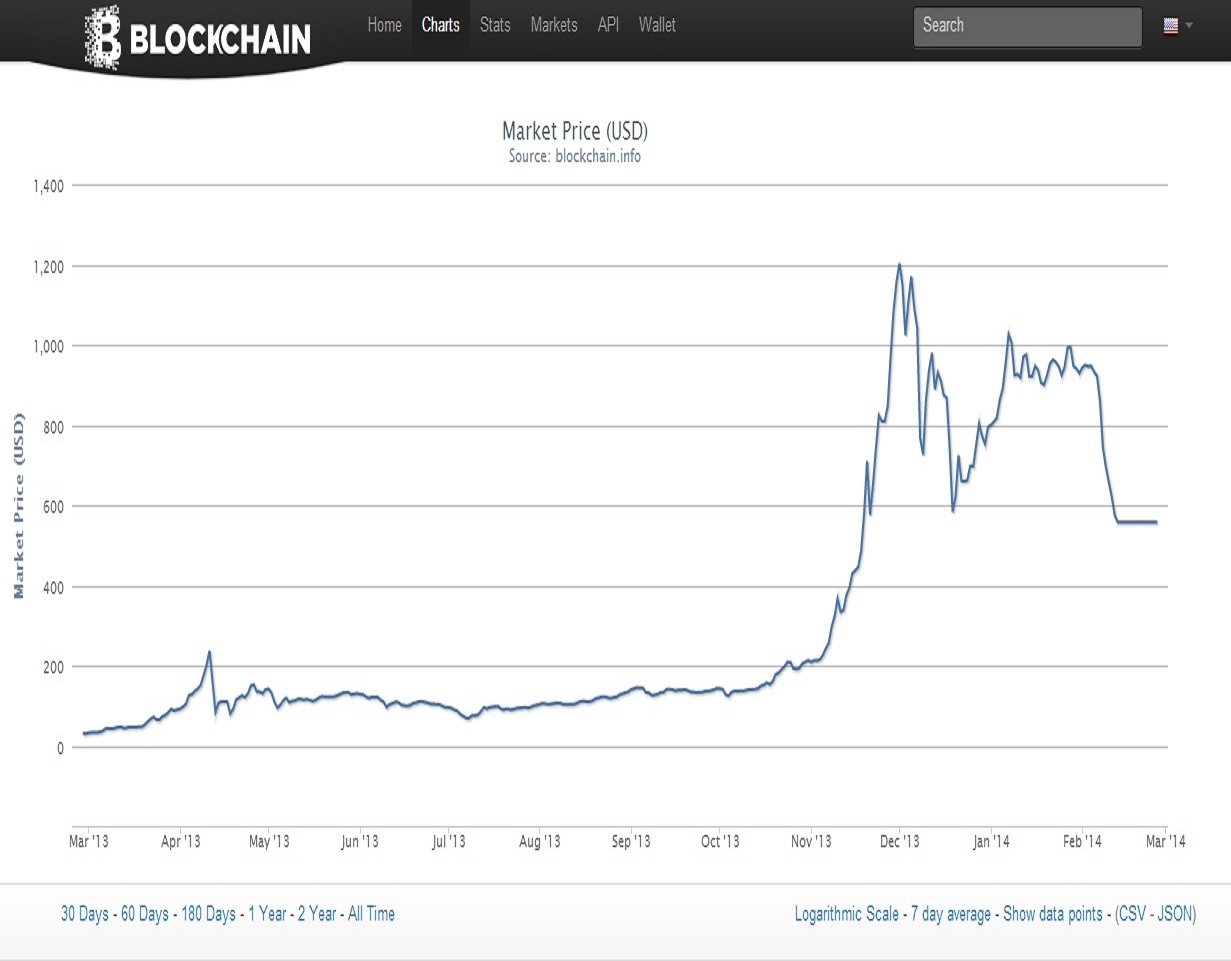 BLOCKCHAIN Home Charts Stats Markets API Wallet Search
Market Price (USD)
Source: blockchain.info
1,400
1,200
1,000
800
600
400
200
0
Market Price (USD)
Mar '13 Apr '13 May '13 Jun '13 Jul '13 Aug '13 Sep '13 Oct '13 Nov '13 Dec '13 Jan '14 Feb '14 Mar '14
30 Days - 60 Days - 180 Days - 1 Year - 2 Year - All Time Logarithmic Scale - 7 day average - Show data points - (CSV - JSON)